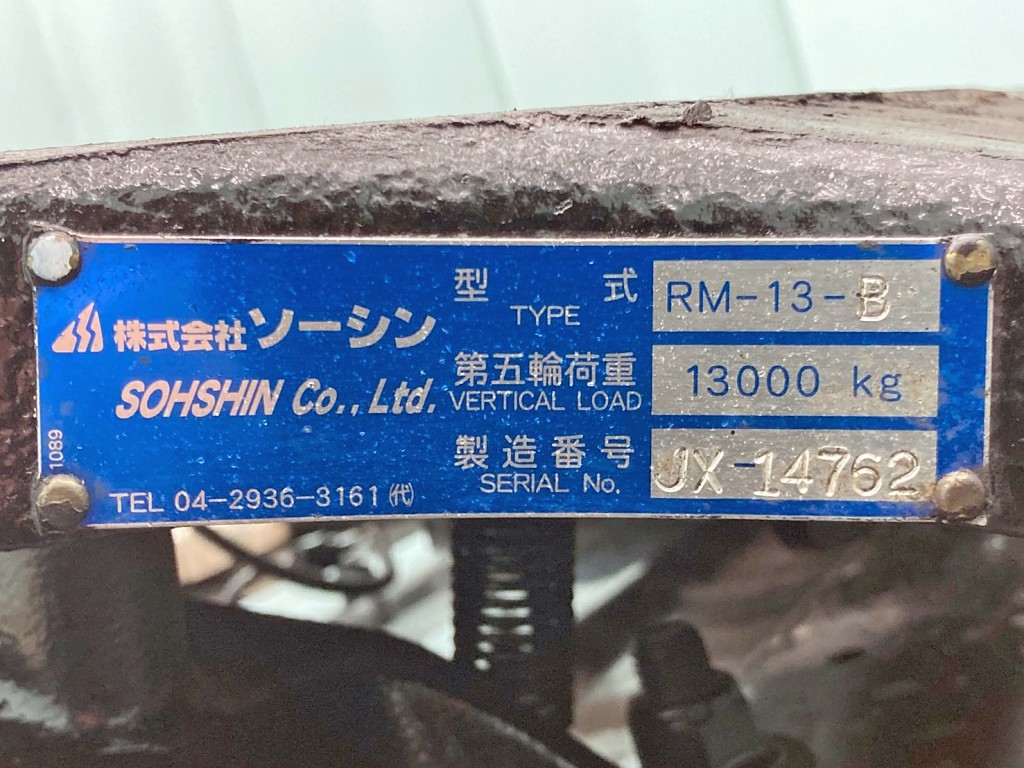 株式会社ソーシン
SOHSHIN Co., Ltd.
TEL 04-2936-3161 ㈹
1089
型式 RM-13-B
TYPE
第五輪荷重 13000 kg
VERTICAL LOAD
製造番号 JX-14762
SERIAL No.